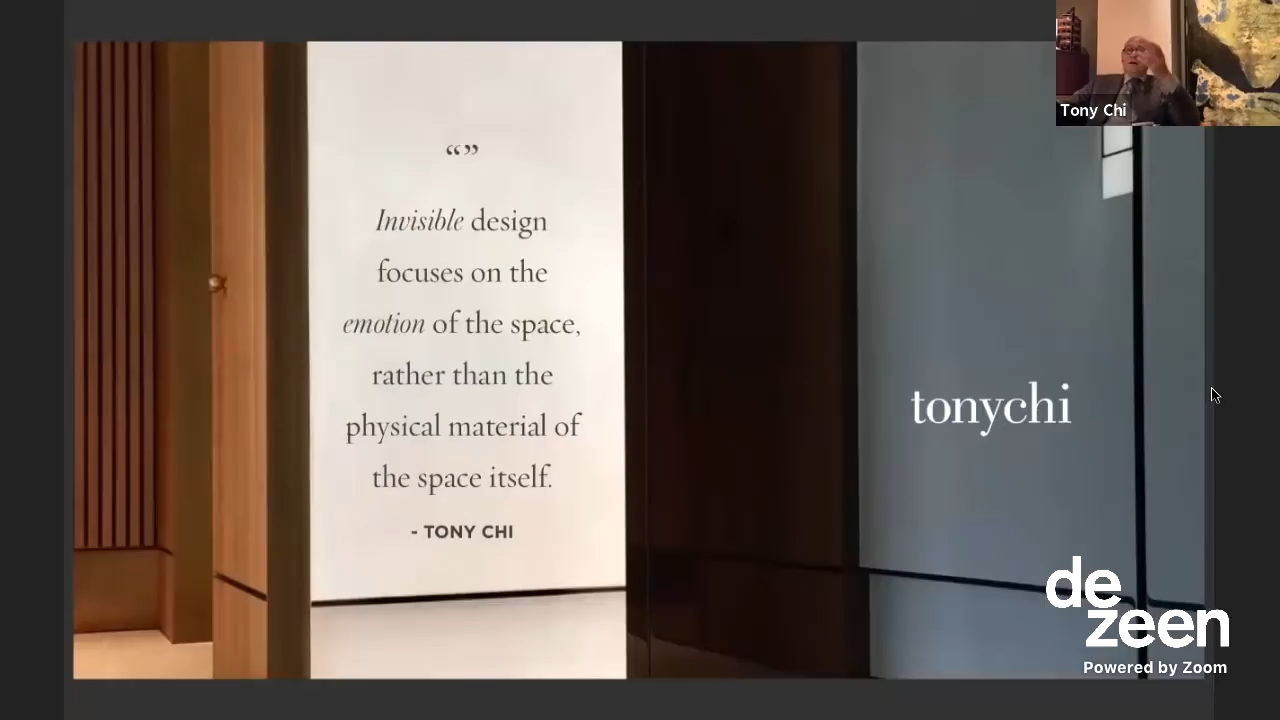 “”
Invisible design
focuses on the
emotion of the space,
rather than the
physical material of
the space itself.
- TONY CHI
tonychi
Tony Chi
de
zeen
Powered by Zoom